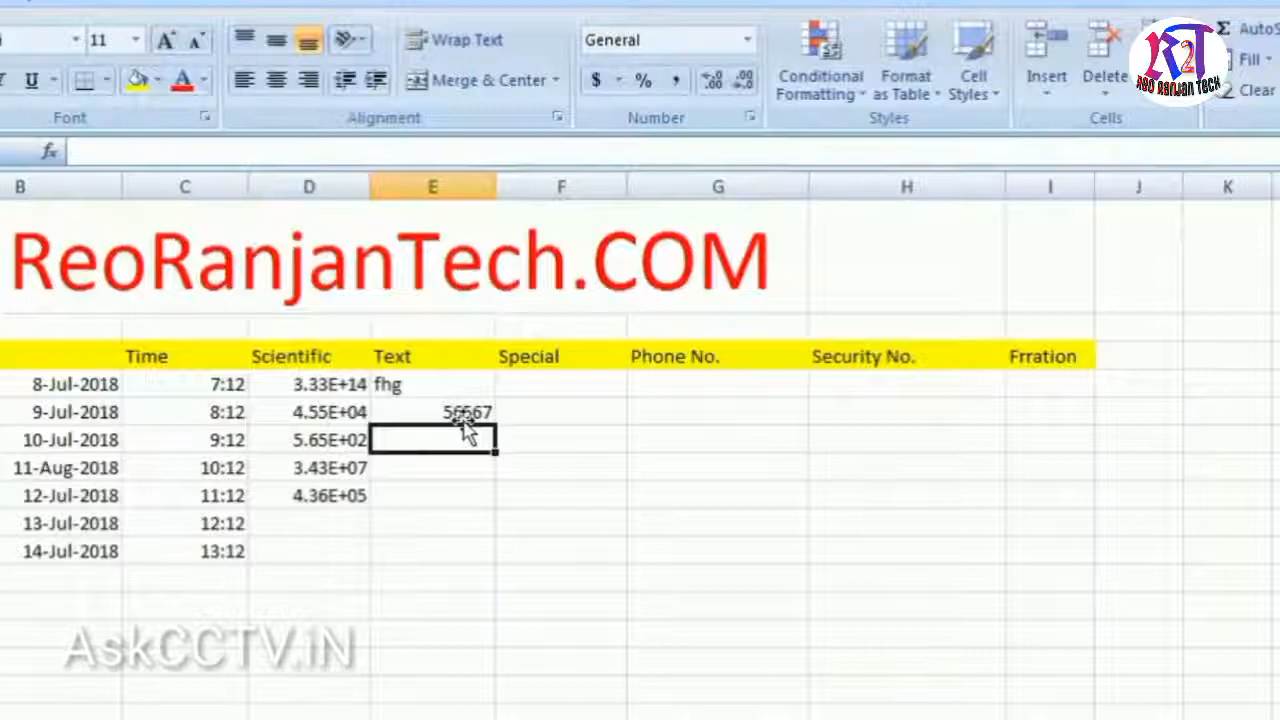 11
Wrap Text
General
AutoS
Fill
Clear
U
A
Merge & Center
$ % ,
Conditional Formatting
Format as Table
Cell Styles
Insert
Delete
Font
Alignment
Number
Styles
Cells
R2T
REO RANJAN TECH
fx
B C D E F G H I J K
ReoRanjanTech.COM
Time Scientific Text Special Phone No. Security No. Frration
8-Jul-2018 7:12 3.33E+14 fhg
9-Jul-2018 8:12 4.55E+04 56567
10-Jul-2018 9:12 5.65E+02
11-Aug-2018 10:12 3.43E+07
12-Jul-2018 11:12 4.36E+05
13-Jul-2018 12:12
14-Jul-2018 13:12
AskCCTV.iN